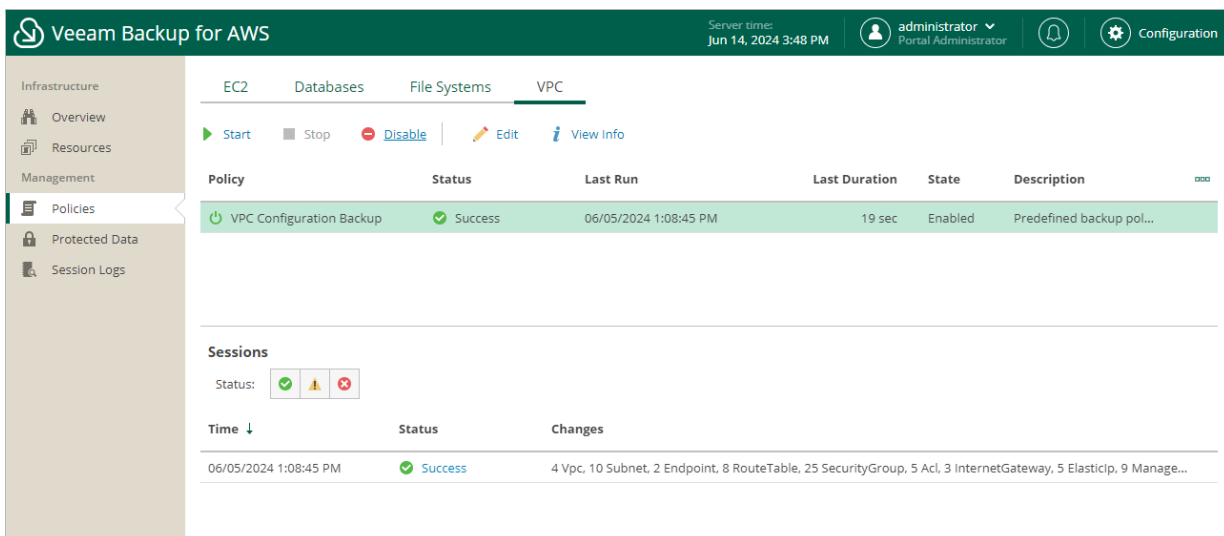 Veeam Backup for AWS
Server time:
Jun 14, 2024 3:48 PM
administrator
Portal Administrator
Configuration
Infrastructure
Overview
Resources
Management
Policies
Protected Data
Session Logs
EC2 Databases File Systems VPC
Start Stop Disable Edit View Info
Policy Status Last Run Last Duration State Description
VPC Configuration Backup Success 06/05/2024 1:08:45 PM 19 sec Enabled Predefined backup pol...
Sessions
Status:
Time Status Changes
06/05/2024 1:08:45 PM Success 4 Vpc, 10 Subnet, 2 Endpoint, 8 RouteTable, 25 SecurityGroup, 5 Acl, 3 InternetGateway, 5 ElasticIp, 9 Manage...